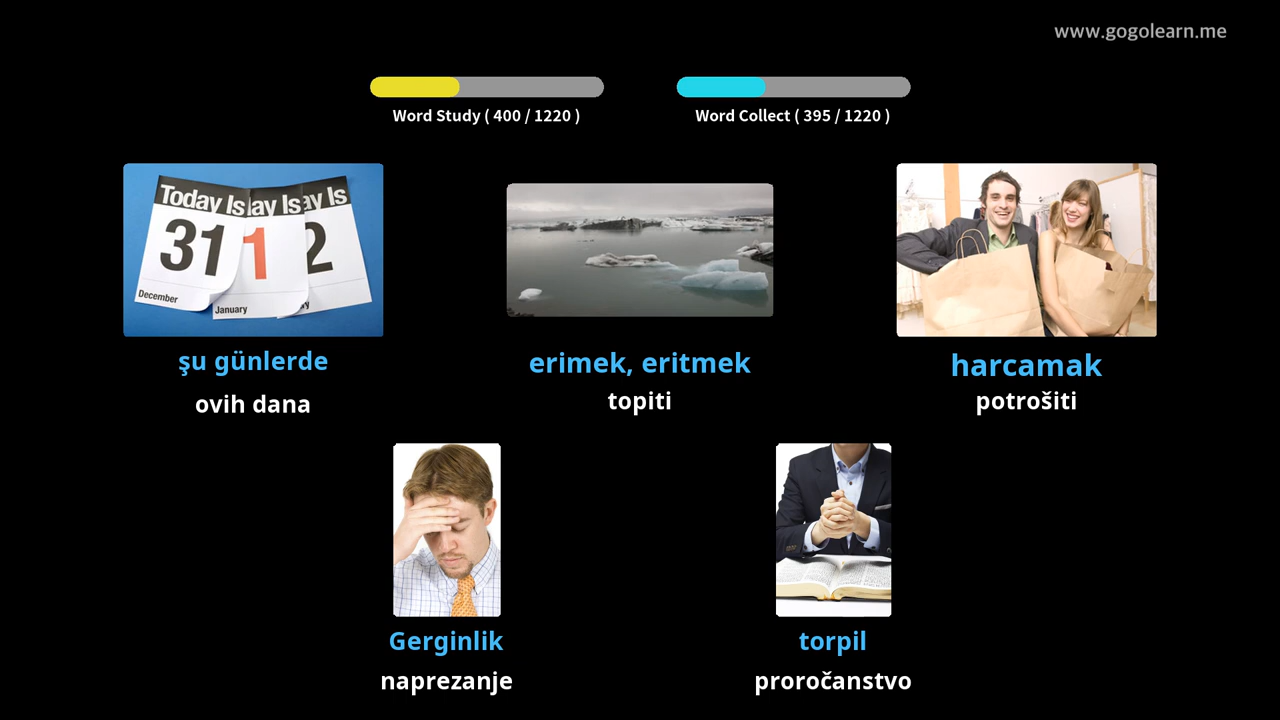 www.gogolearn.me
Word Study ( 400 / 1220 )
Word Collect ( 395 / 1220 )
Today Is
ay Is
ay Is
31
1
2
December
January
ry
şu günlerde
erimek, eritmek
harcamak
ovih dana
topiti
potrošiti
Gerginlik
torpil
naprezanje
proročanstvo